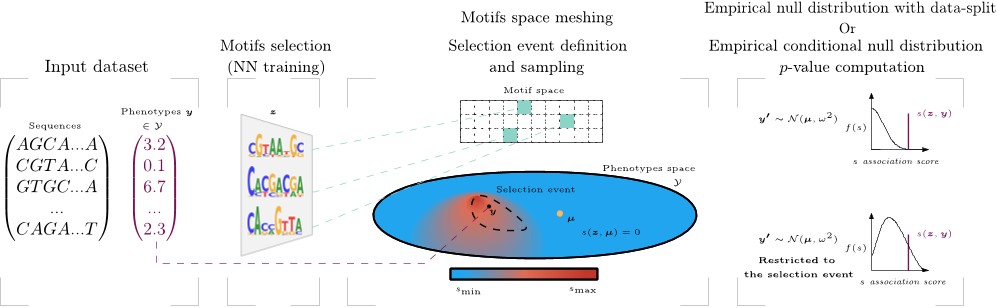 Input dataset
Sequences
Phenotypes y
∈ 𝒴
AGCA...A
CGTA...C
GTGC...A
...
CAGA...T
3.2
0.1
6.7
...
2.3
Motifs selection
(NN training)
z
CGTAATGC
CACGACGA
CACCGTTA
Motifs space meshing
Selection event definition
and sampling
Motif space
Phenotypes space
𝒴
Selection event
y
μ
s(z, μ) = 0
s_min
s_max
Empirical null distribution with data-split
Or
Empirical conditional null distribution
p-value computation
y′ ∼ 𝒩(μ, ω²)
f(s)
s(z, y)
s association score
y′ ∼ 𝒩(μ, ω²)
Restricted to
the selection event
f(s)
s(z, y)
s association score